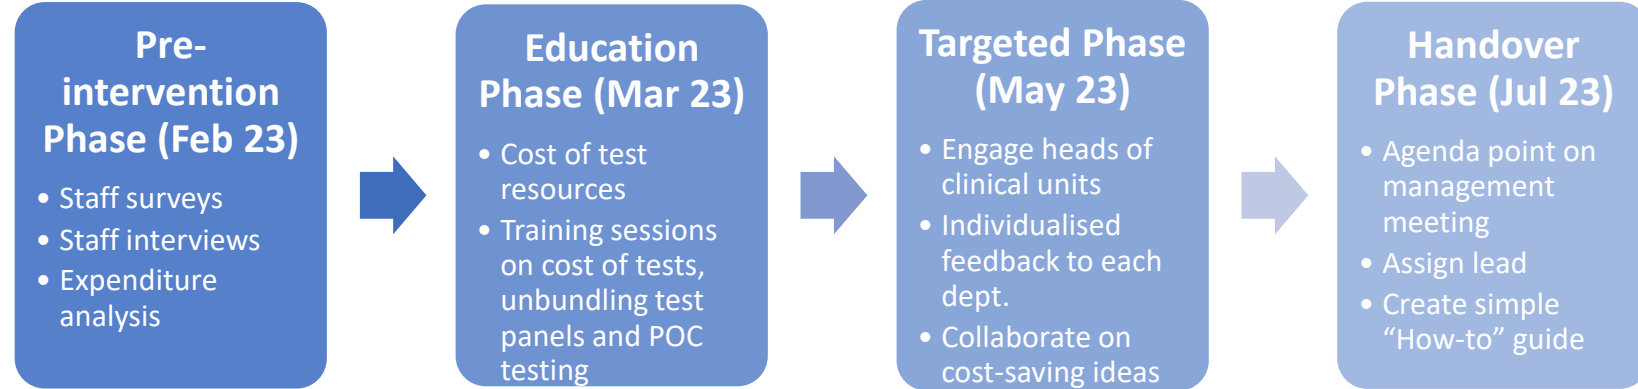 Pre-
intervention
Phase (Feb 23)
• Staff surveys
• Staff interviews
• Expenditure
analysis
Education
Phase (Mar 23)
• Cost of test
resources
• Training sessions
on cost of tests,
unbundling test
panels and POC
testing
Targeted Phase
(May 23)
• Engage heads of
clinical units
• Individualised
feedback to each
dept.
• Collaborate on
cost-saving ideas
Handover
Phase (Jul 23)
• Agenda point on
management
meeting
• Assign lead
• Create simple
“How-to” guide